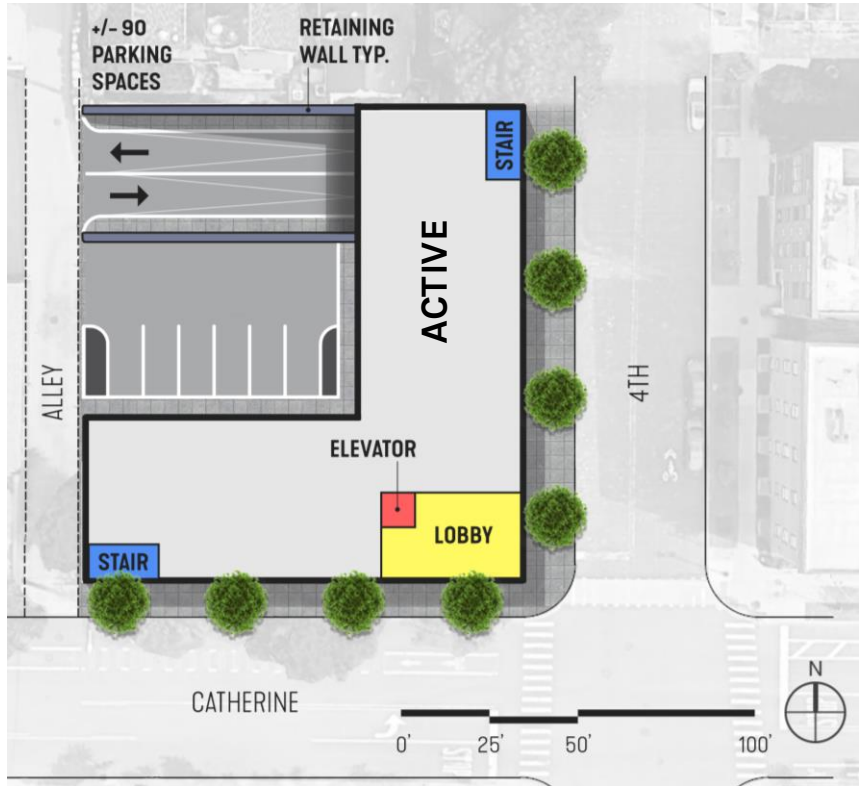 +/- 90
PARKING
SPACES
RETAINING
WALL TYP.
STAIR
ACTIVE
ALLEY
4TH
ELEVATOR
LOBBY
STAIR
CATHERINE
N
0'
25'
50'
100'